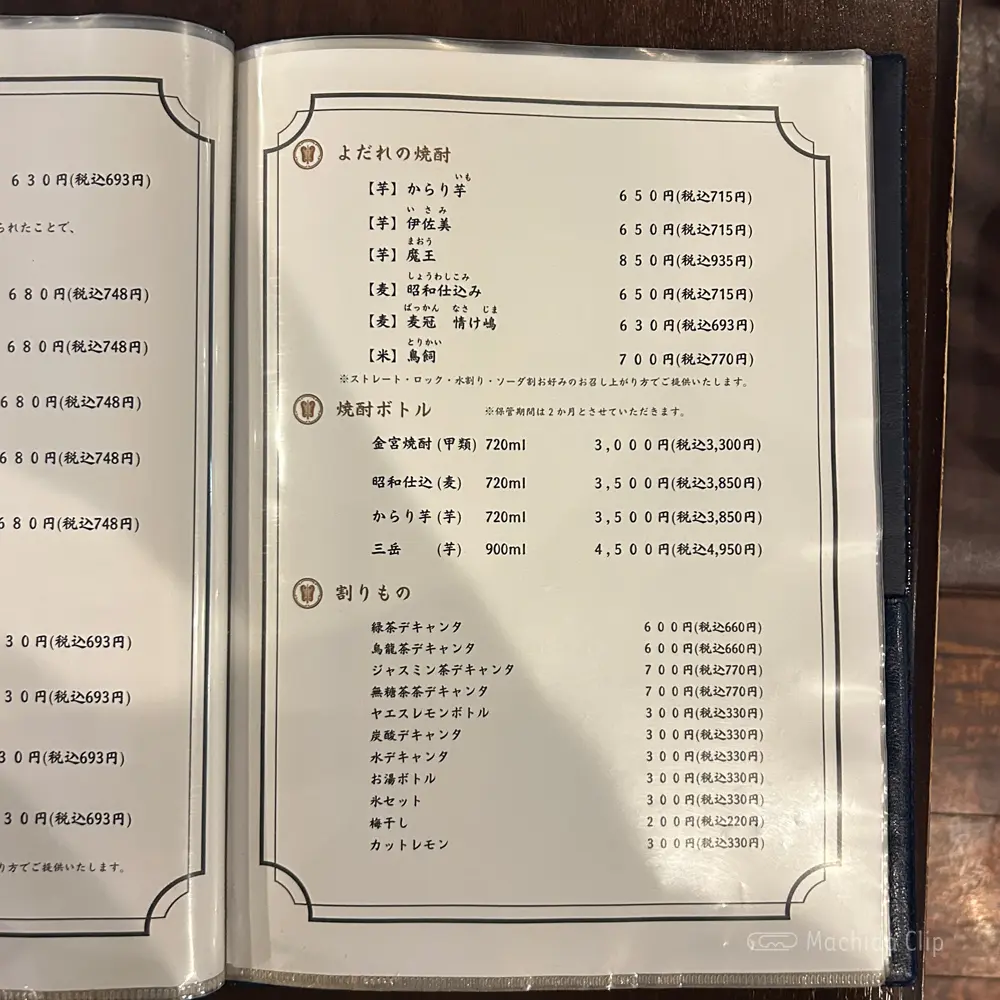 630円(税込693円)
られたことで、
680円(税込748円)
680円(税込748円)
680円(税込748円)
680円(税込748円)
680円(税込748円)
30円(税込693円)
30円(税込693円)
30円(税込693円)
30円(税込693円)
り方でご提供いたします。
よだれの焼酎
いも
【芋】からり芋 650円(税込715円)
いさみ
【芋】伊佐美 650円(税込715円)
まおう
【芋】魔王 850円(税込935円)
しょうわしこみ
【麦】昭和仕込み 650円(税込715円)
ばっかん なさ じま
【麦】麦冠 情け嶋 630円(税込693円)
とりかい
【米】鳥飼 700円(税込770円)
※ストレート・ロック・水割り・ソーダ割お好みのお召し上がり方でご提供いたします。
焼酎ボトル ※保管期間は2か月とさせていただきます。
金宮焼酎(甲類) 720ml 3,000円(税込3,300円)
昭和仕込(麦) 720ml 3,500円(税込3,850円)
からり芋(芋) 720ml 3,500円(税込3,850円)
三岳 (芋) 900ml 4,500円(税込4,950円)
割りもの
緑茶デキャンタ 600円(税込660円)
烏龍茶デキャンタ 600円(税込660円)
ジャスミン茶デキャンタ 700円(税込770円)
無糖茶茶デキャンタ 700円(税込770円)
ヤエスレモンボトル 300円(税込330円)
炭酸デキャンタ 300円(税込330円)
水デキャンタ 300円(税込330円)
お湯ボトル 300円(税込330円)
氷セット 300円(税込330円)
梅干し 200円(税込220円)
カットレモン 300円(税込330円)
Machida Clip